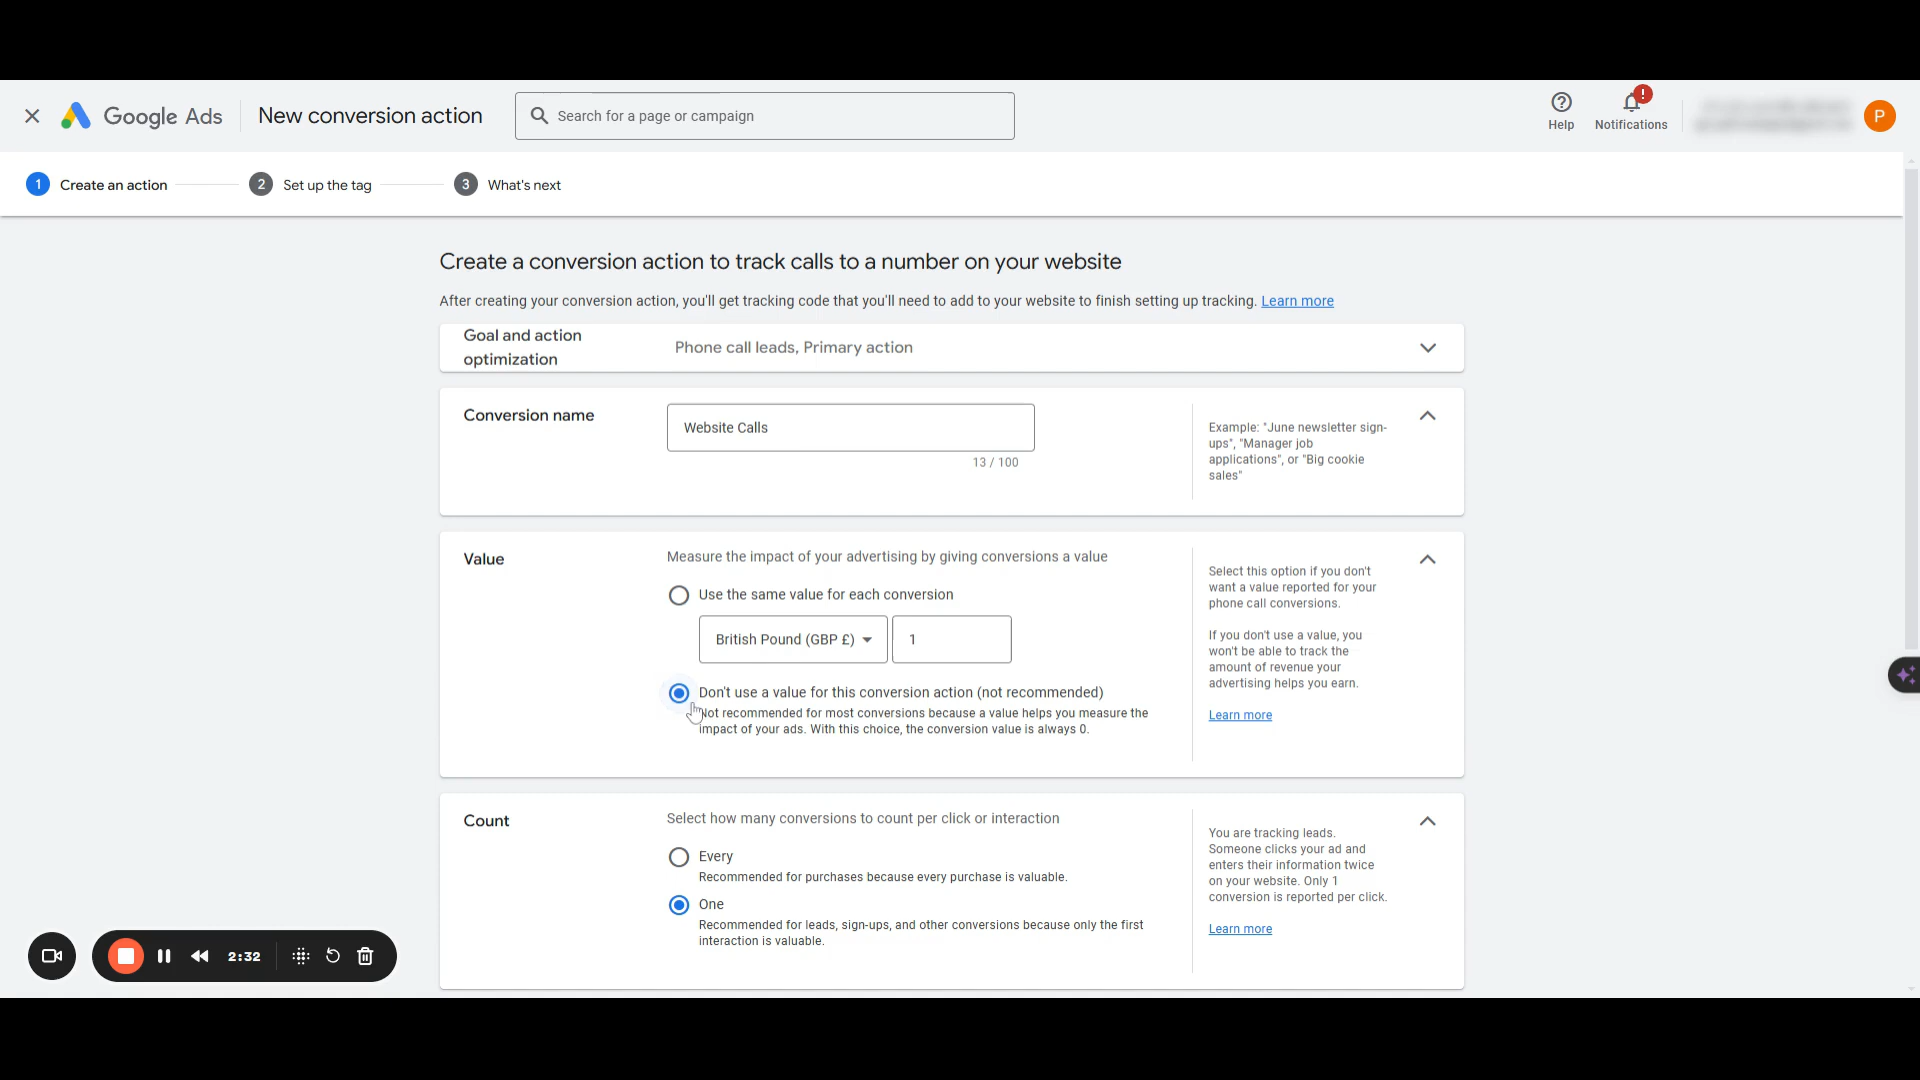 Google Ads
New conversion action
Search for a page or campaign
Help
!
Notifications
P
1 Create an action
2 Set up the tag
3 What's next
Create a conversion action to track calls to a number on your website
After creating your conversion action, you'll get tracking code that you'll need to add to your website to finish setting up tracking. Learn more
Goal and action
optimization
Phone call leads, Primary action
Conversion name
Website Calls
13 / 100
Example: "June newsletter sign-
ups", "Manager job
applications", or "Big cookie
sales"
Value
Measure the impact of your advertising by giving conversions a value
Use the same value for each conversion
British Pound (GBP £)
1
Don't use a value for this conversion action (not recommended)
Not recommended for most conversions because a value helps you measure the
impact of your ads. With this choice, the conversion value is always 0.
Select this option if you don't
want a value reported for your
phone call conversions.
If you don't use a value, you
won't be able to track the
amount of revenue your
advertising helps you earn.
Learn more
Count
Select how many conversions to count per click or interaction
Every
Recommended for purchases because every purchase is valuable.
One
Recommended for leads, sign-ups, and other conversions because only the first
interaction is valuable.
You are tracking leads.
Someone clicks your ad and
enters their information twice
on your website. Only 1
conversion is reported per click.
Learn more
2:32